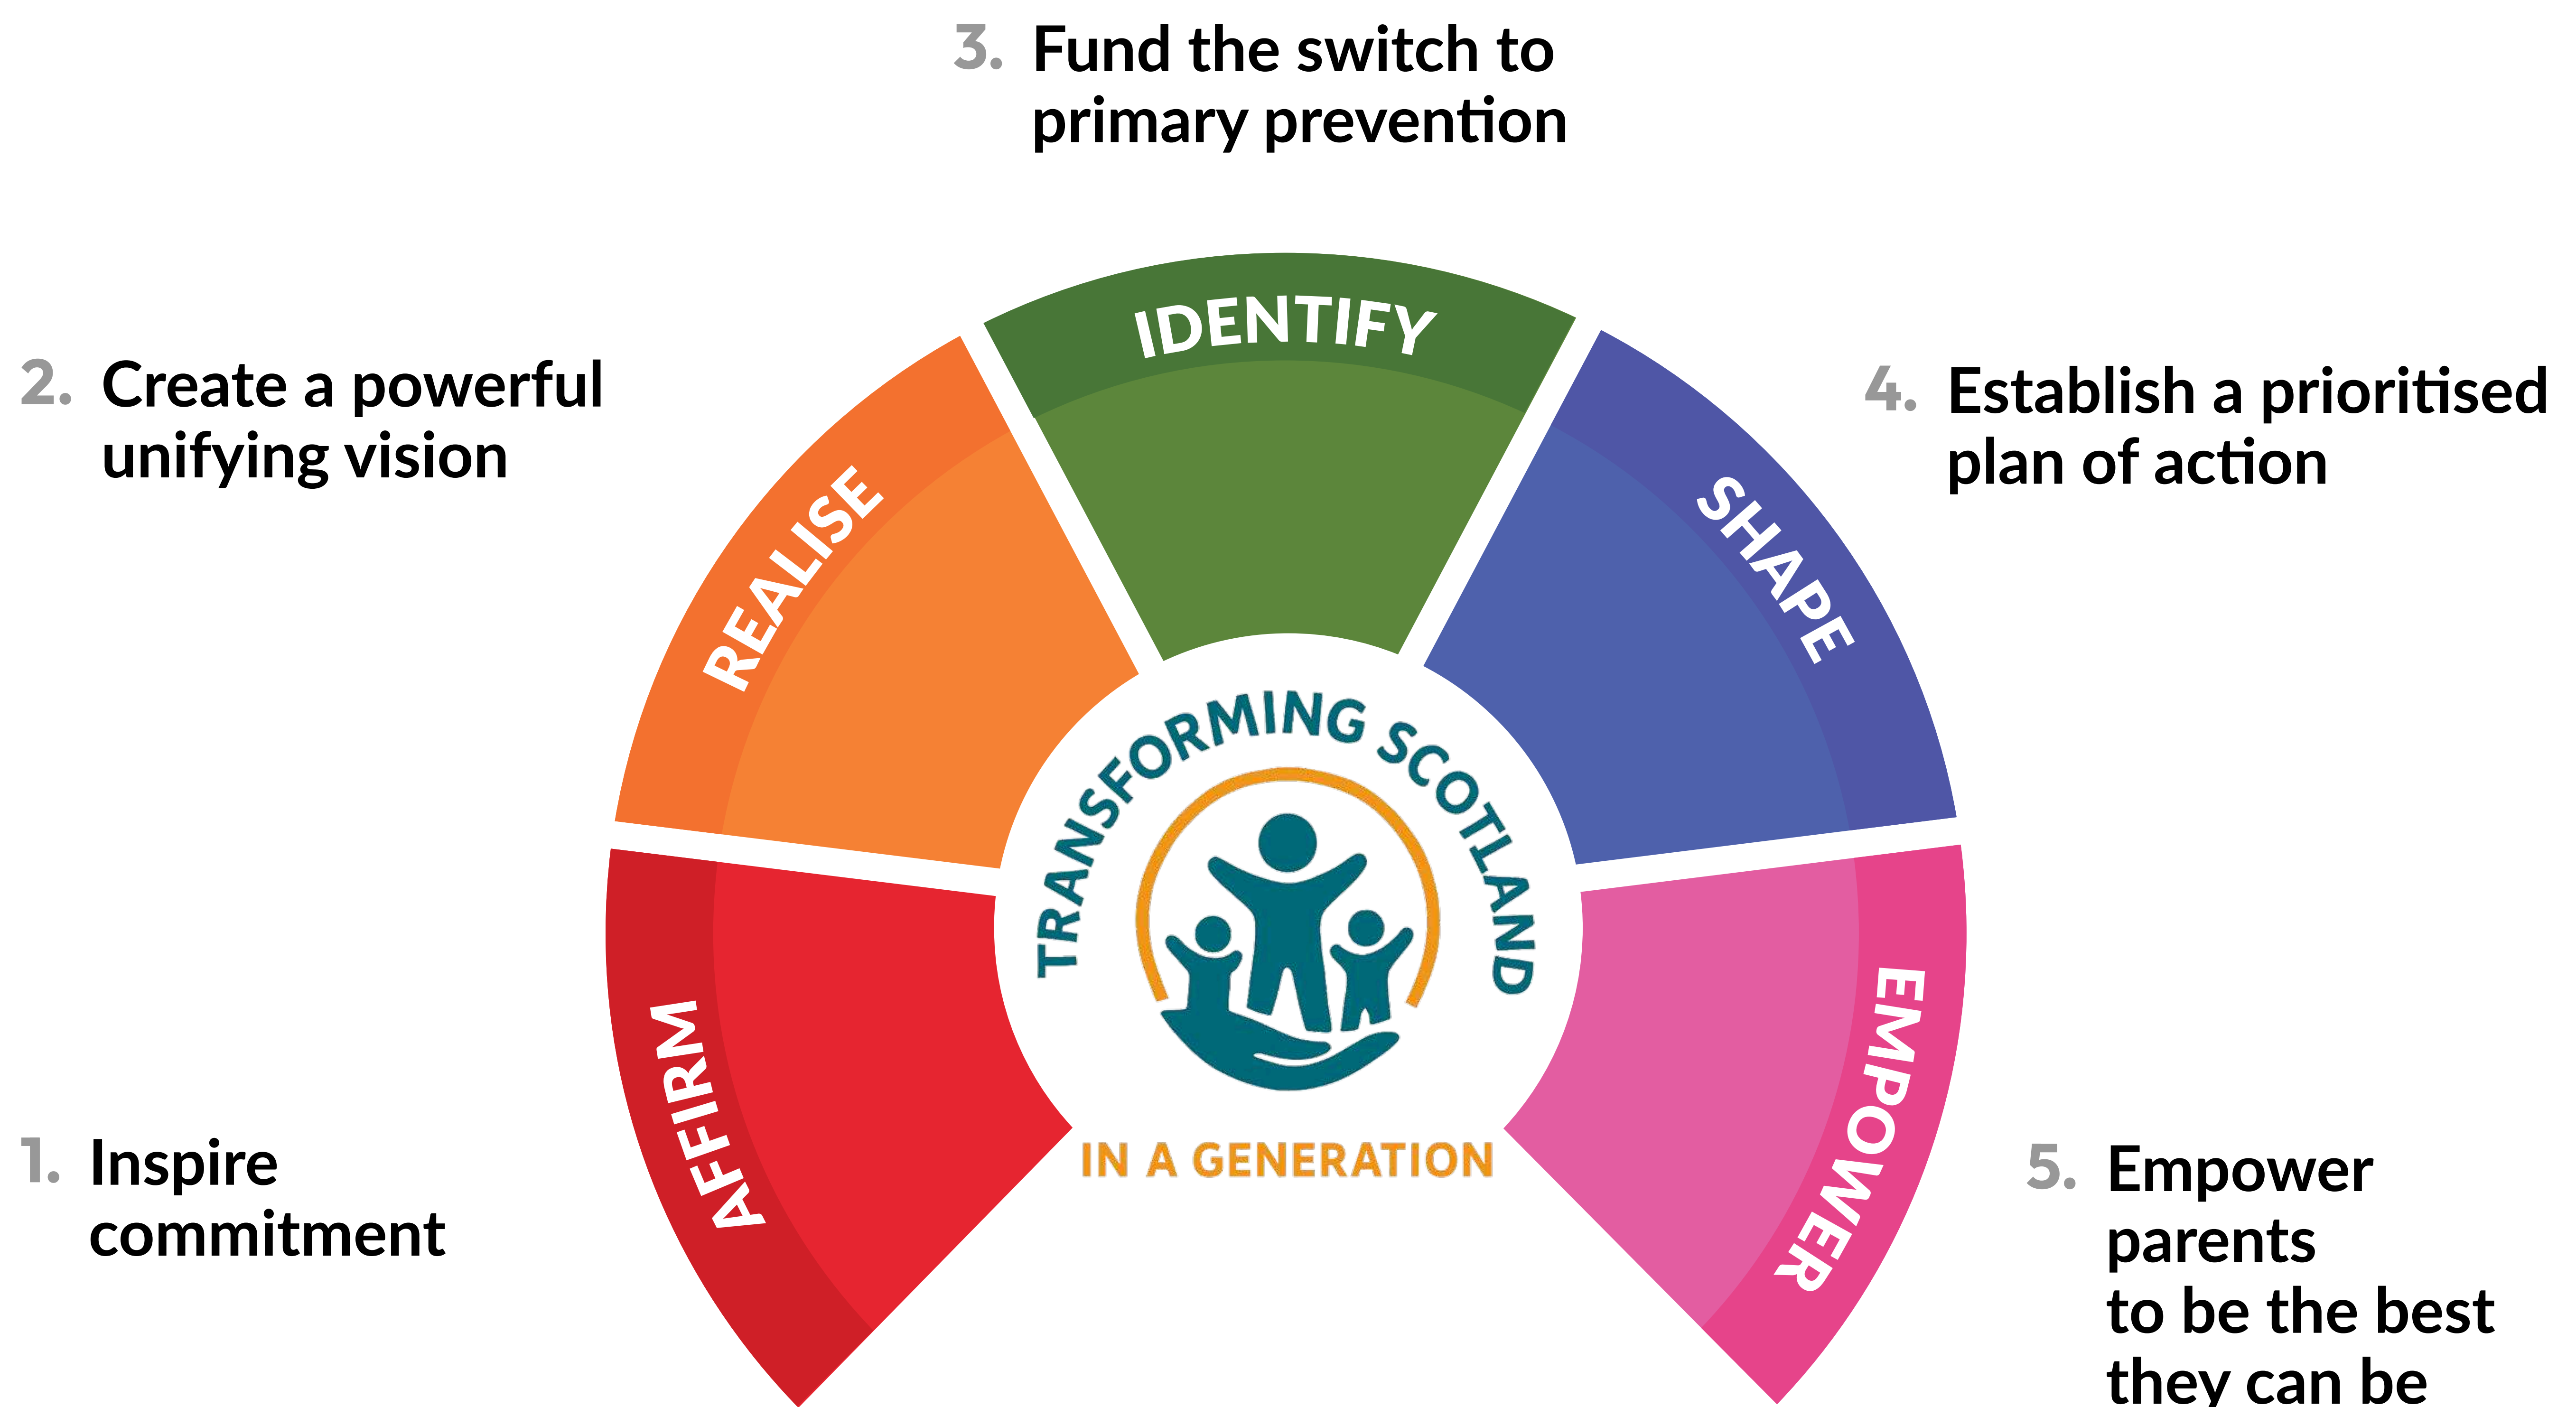 3. Fund the switch to
primary prevention
2. Create a powerful
unifying vision
4. Establish a prioritised
plan of action
1. Inspire
commitment
5. Empower
parents
to be the best
they can be
AFFIRM
REALISE
IDENTIFY
SHAPE
EMPOWER
TRANSFORMING SCOTLAND
IN A GENERATION